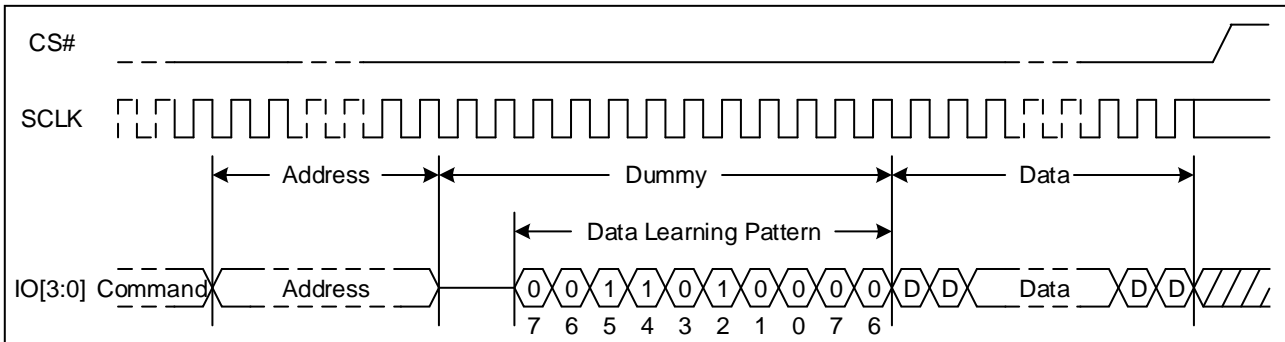 CS#
SCLK
Address Dummy Data
Data Learning Pattern
IO[3:0] Command Address 0 0 1 1 0 1 0 0 0 0 D D Data D D
7 6 5 4 3 2 1 0 7 6